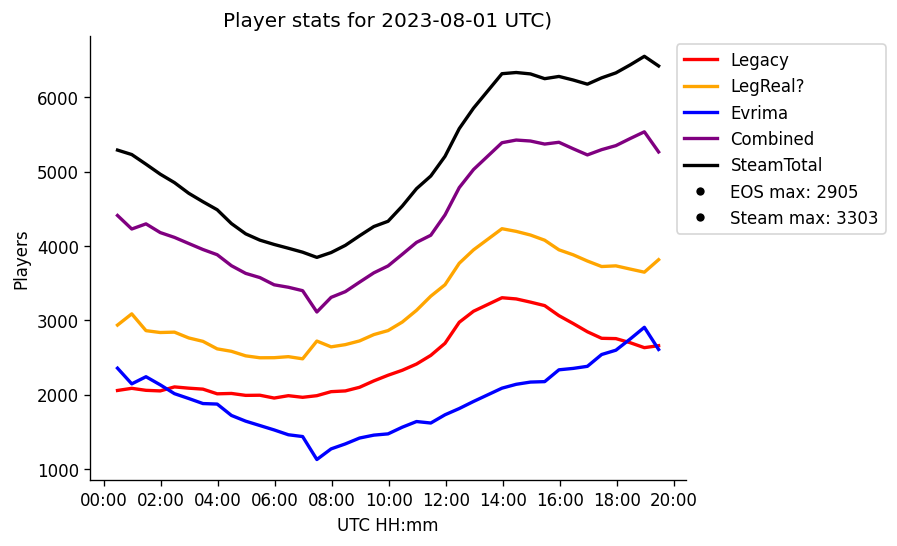 Player stats for 2023-08-01 UTC)
Legacy
LegReal?
Evrima
Combined
SteamTotal
EOS max: 2905
Steam max: 3303
Players
6000
5000
4000
3000
2000
1000
00:00 02:00 04:00 06:00 08:00 10:00 12:00 14:00 16:00 18:00 20:00
UTC HH:mm